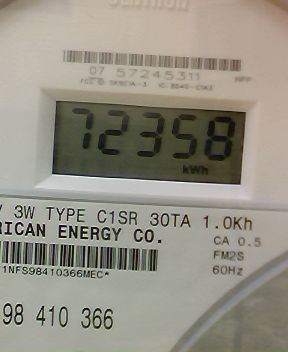 CENTRON
07 57245311
72358
kWh
V 3W TYPE C1SR 30TA 1.0Kh
RICAN ENERGY CO.
CA 0.5
FM2S
60Hz
1NFS98410366MEC*
98 410 366